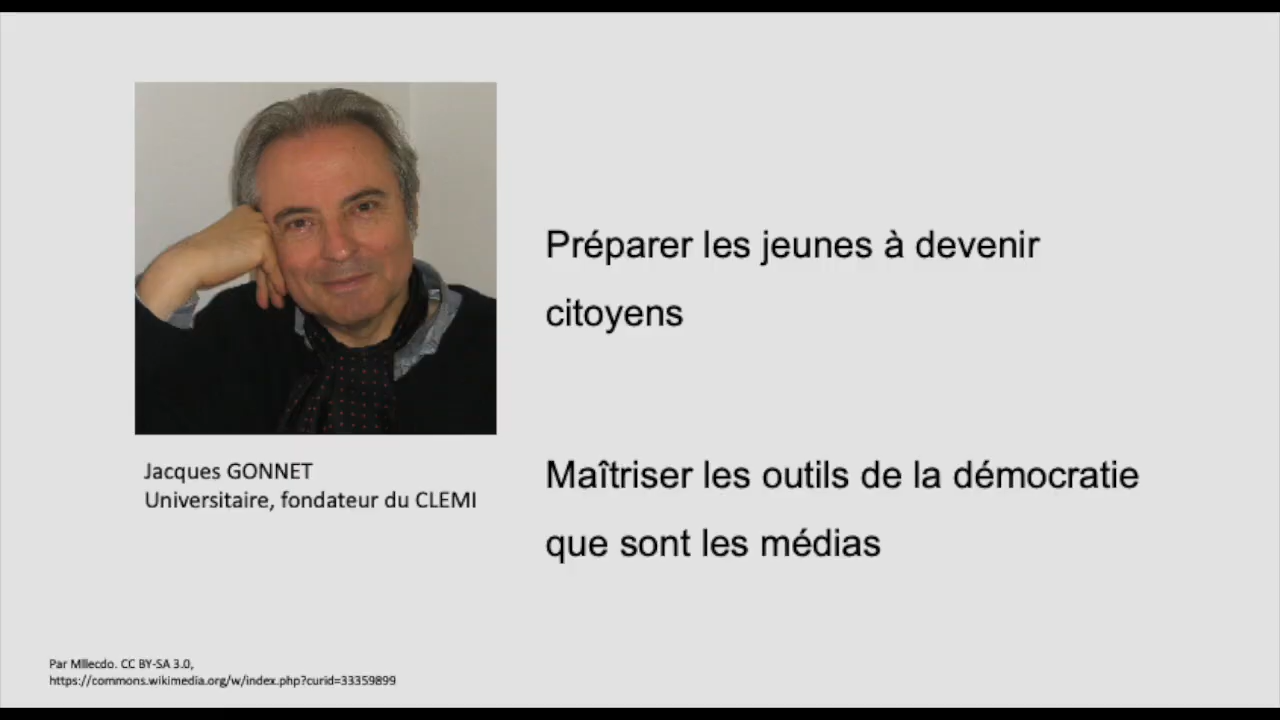 Préparer les jeunes à devenir
citoyens
Maîtriser les outils de la démocratie
que sont les médias
Jacques GONNET
Universitaire, fondateur du CLEMI
Par Mllecdo. CC BY-SA 3.0,
https://commons.wikimedia.org/w/index.php?curid=33359899